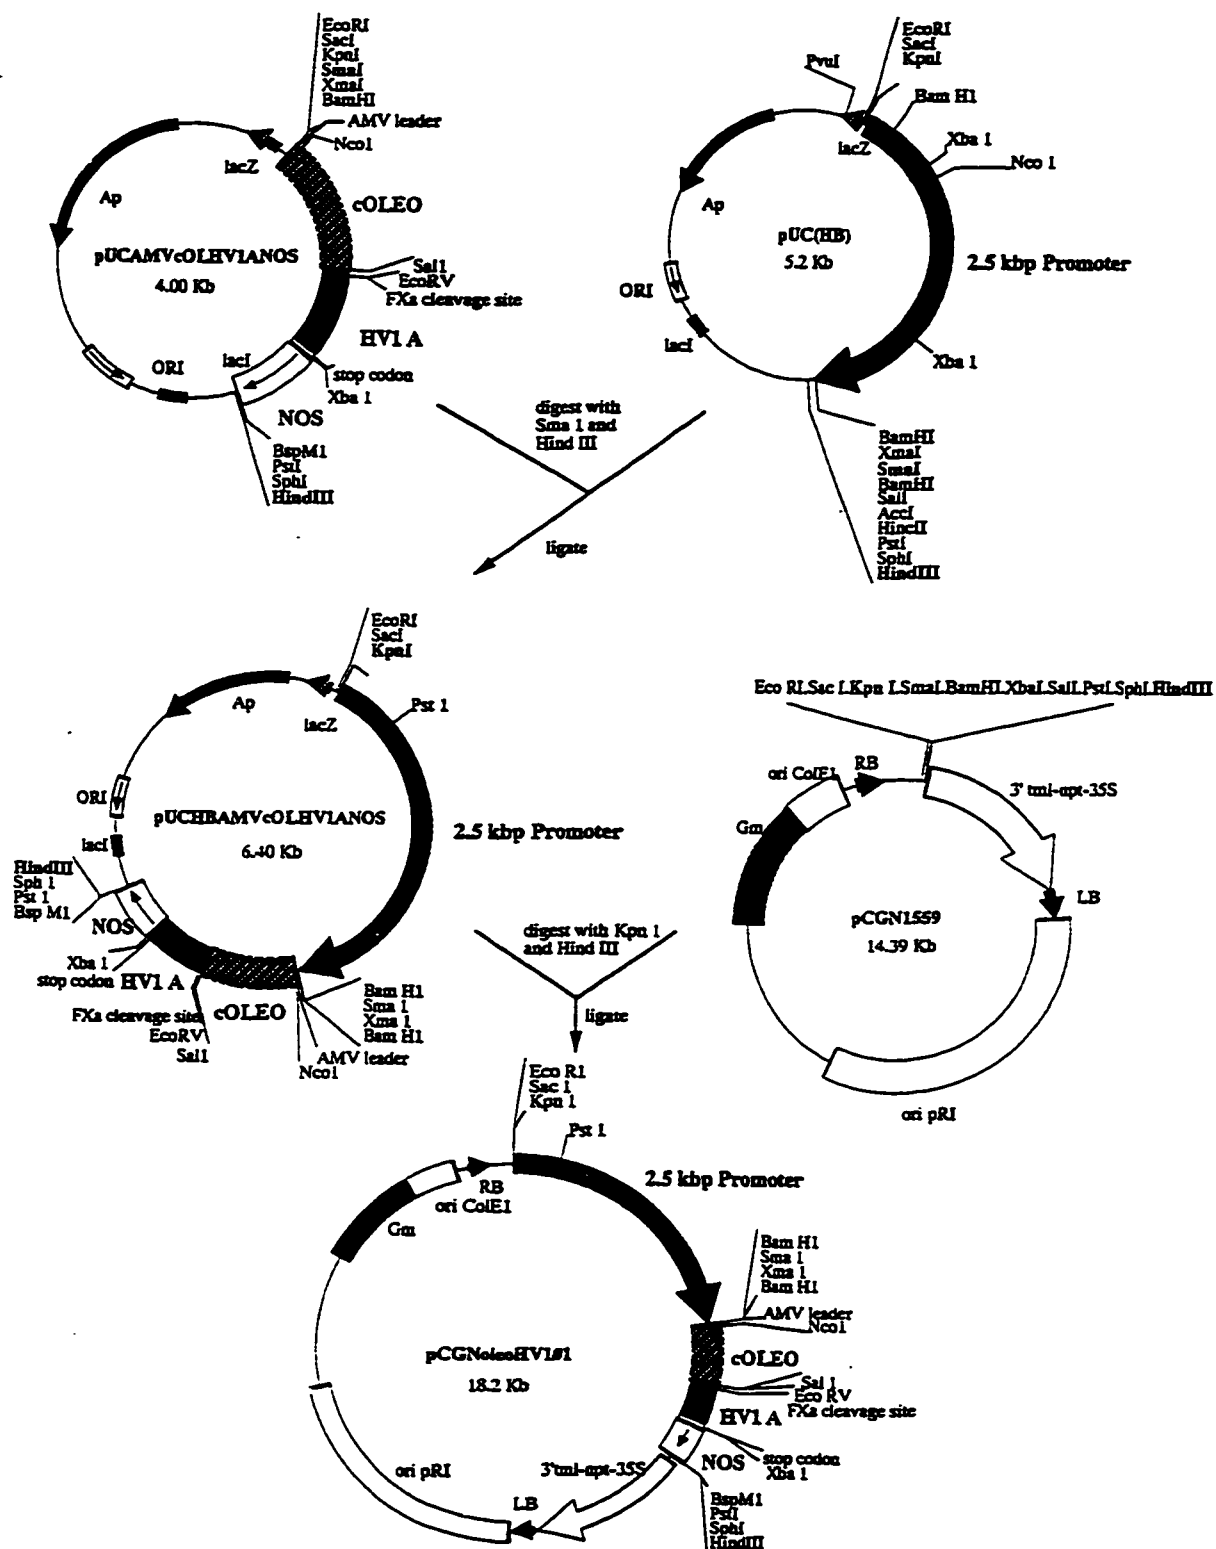 EcoRI
SacI
KpnI
SmaI
XmaI
BamHI
AMV leader
Nco1
lacZ
cOLEO
Ap
pUCAMVcOLHV1ANOS
4.00 Kb
Sal1
EcoRV
FXa cleavage site
HV1 A
lacI
ORI
stop codon
Xba 1
NOS
BspM1
PstI
SphI
HindIII
EcoRI
SacI
KpnI
PvuI
Bam H1
lacZ
Xba 1
Nco 1
Ap
pUC(HB)
5.2 Kb
2.5 kbp Promoter
ORI
lacI
Xba 1
BamHI
XmaI
SmaI
BamHI
SalI
AccI
HincII
PstI
SphI
HindIII
digest with
Sma 1 and
Hind III
ligate
EcoRI
SacI
KpnI
Ap
lacZ
Pst 1
ORI
pUCHBAMVcOLHV1ANOS
6.40 Kb
2.5 kbp Promoter
lacI
HindIII
Sph 1
Pst 1
Bsp M1
NOS
Xba 1
stop codon
HV1 A
FXa cleavage site
cOLEO
EcoRV
Sal1
Bam H1
Sma 1
Xma 1
Bam H1
AMV leader
Nco1
Eco RI,Sac I,Kpn I,SmaI,BamHI,XbaI,SalI,PstI,SphI,HindIII
ori ColE1
RB
3' tml-npt-35S
Gm
LB
pCGN1559
14.39 Kb
ori pRI
digest with Kpn 1
and Hind III
ligate
Eco R1
Sac 1
Kpn 1
Pst 1
2.5 kbp Promoter
RB
ori ColE1
Gm
Bam H1
Sma 1
Xma 1
Bam H1
AMV leader
Nco1
pCGNoleoHV1#1
18.2 Kb
cOLEO
Sal 1
Eco RV
FXa cleavage site
HV1 A
NOS
stop codon
Xba 1
ori pRI
3'tml-npt-35S
LB
BspM1
PstI
SphI
HindIII